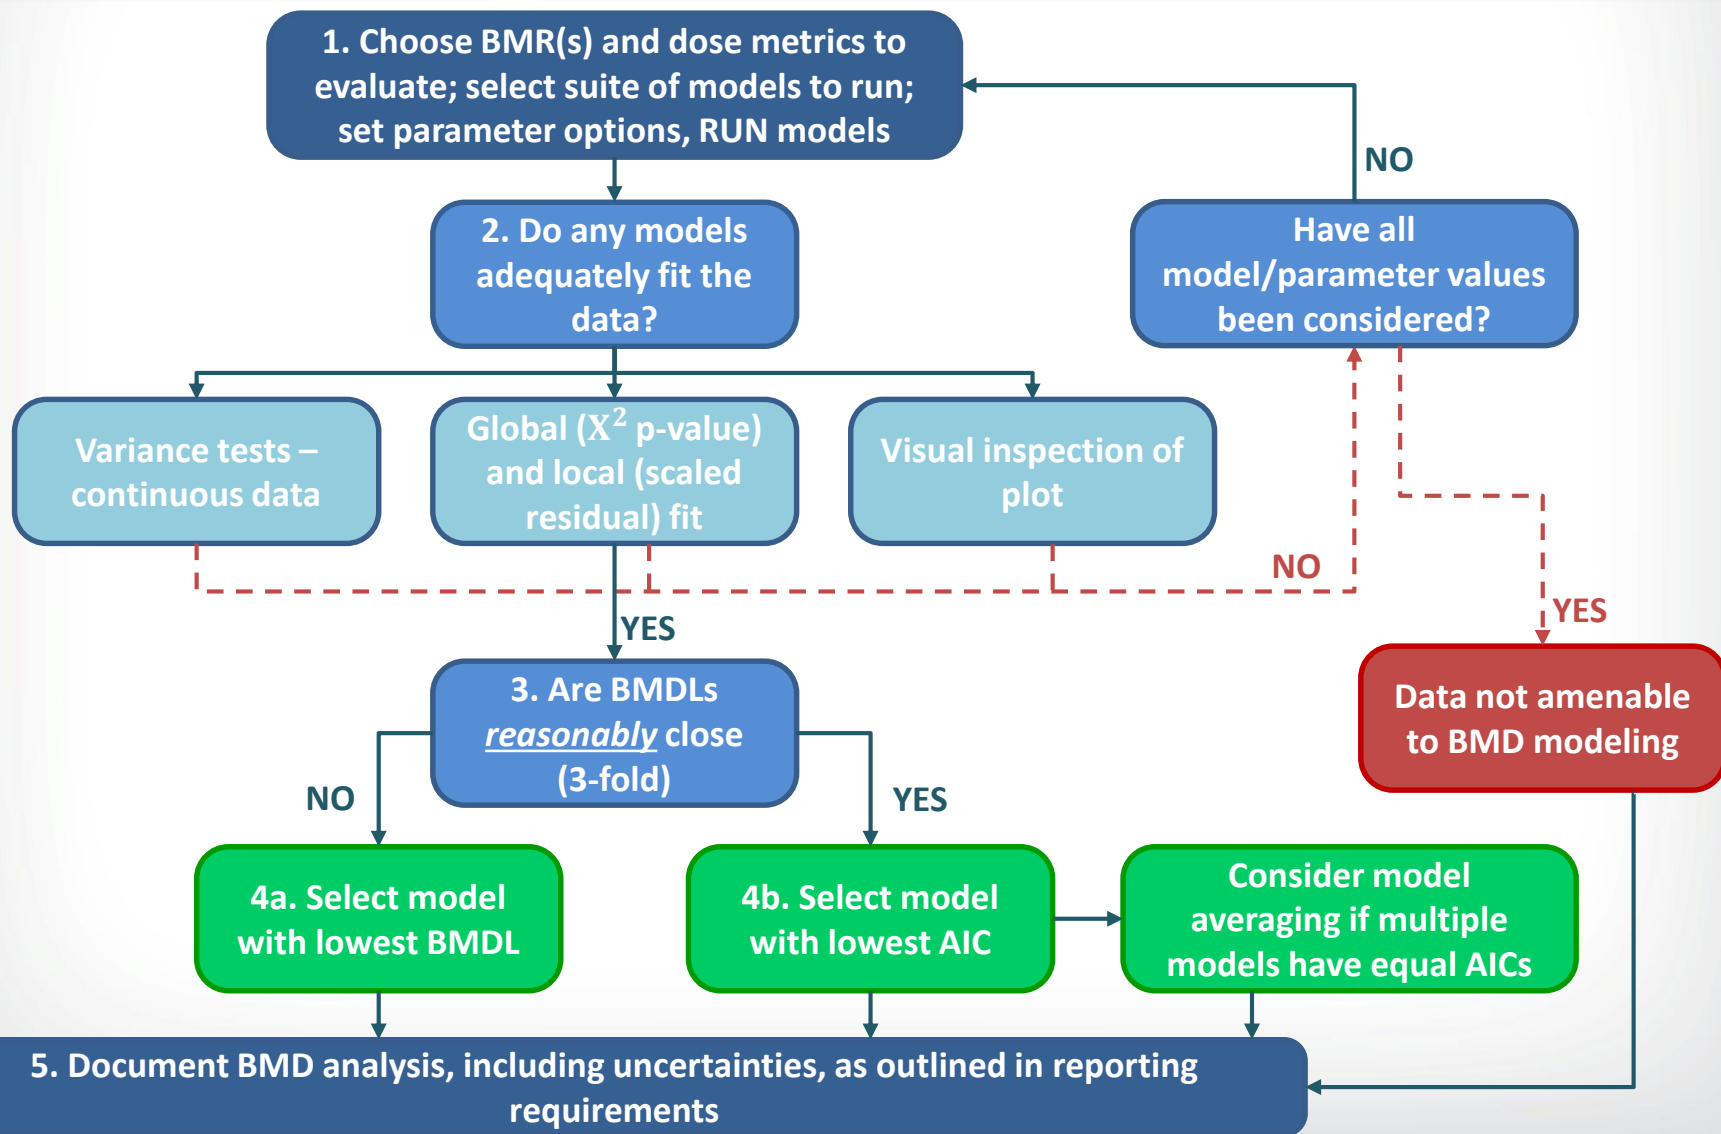 1. Choose BMR(s) and dose metrics to
evaluate; select suite of models to run;
set parameter options, RUN models
NO
2. Do any models
adequately fit the
data?
Have all
model/parameter values
been considered?
Variance tests –
continuous data
Global (X² p-value)
and local (scaled
residual) fit
Visual inspection of
plot
NO
YES
YES
3. Are BMDLs
reasonably close
(3-fold)
Data not amenable
to BMD modeling
NO
YES
4a. Select model
with lowest BMDL
4b. Select model
with lowest AIC
Consider model
averaging if multiple
models have equal AICs
5. Document BMD analysis, including uncertainties, as outlined in reporting
requirements